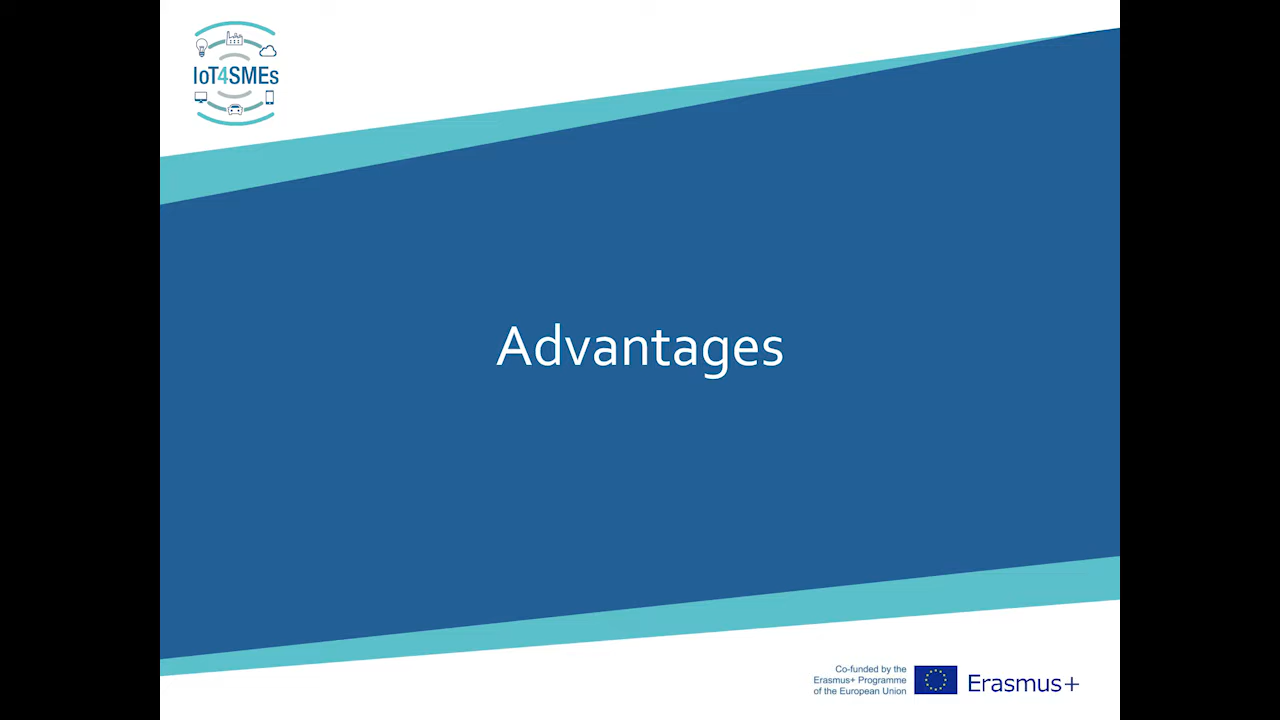 IoT4SMEs
Advantages
Co-funded by the
Erasmus+ Programme
of the European Union
Erasmus+